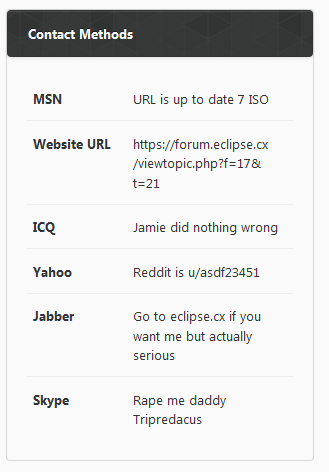 Contact Methods
MSN URL is up to date 7 ISO
Website URL https://forum.eclipse.cx
/viewtopic.php?f=17&
t=21
ICQ Jamie did nothing wrong
Yahoo Reddit is u/asdf23451
Jabber Go to eclipse.cx if you
want me but actually
serious
Skype Rape me daddy
Tripredacus